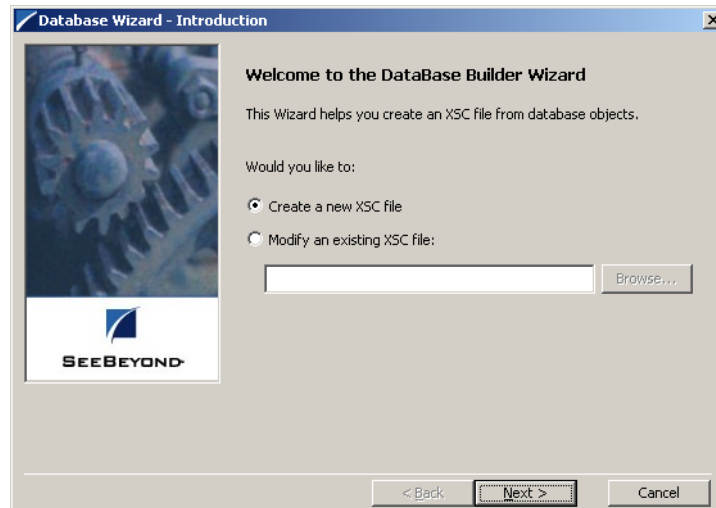 Database Wizard - Introduction
Welcome to the DataBase Builder Wizard
This Wizard helps you create an XSC file from database objects.
Would you like to:
Create a new XSC file
Modify an existing XSC file:
Browse...
SEEBEYOND
< Back
Next >
Cancel